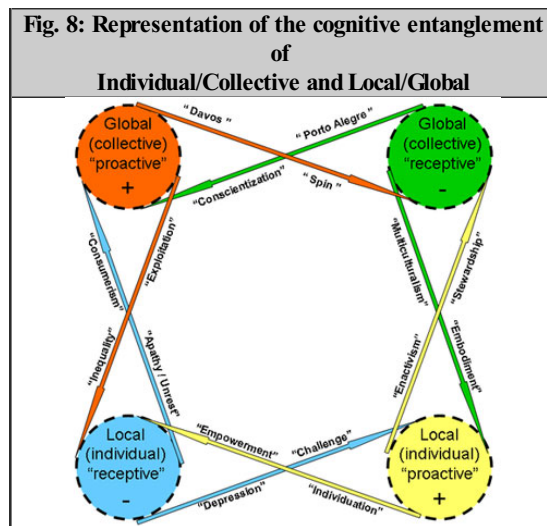 Fig. 8: Representation of the cognitive entanglement
of
Individual/Collective and Local/Global
Global
(collective)
“proactive”
+
“Davos”
“Porto Alegre”
“Conscientization”
“Spin”
Global
(collective)
“receptive”
-
“Consumerism”
“Exploitation”
“Inequality”
“Apathy / Unrest”
“Multiculturalism”
“Stewardship”
“Enactivism”
“Embodiment”
Local
(individual)
“receptive”
-
“Empowerment”
“Challenge”
“Depression”
“Individuation”
Local
(individual)
“proactive”
+